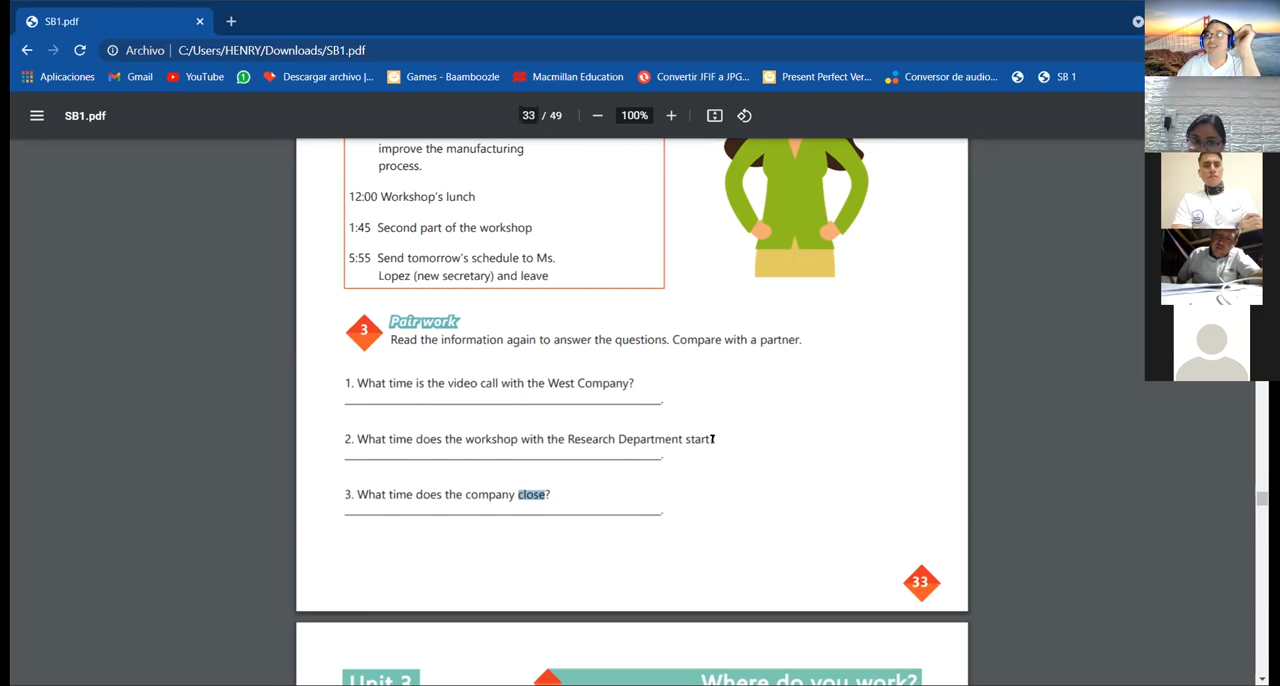 SB1.pdf
Archivo C:/Users/HENRY/Downloads/SB1.pdf
Aplicaciones Gmail YouTube Descargar archivo |... Games - Baamboozle Macmillan Education Convertir JFIF a JPG... Present Perfect Ver... Conversor de audio... SB 1
SB1.pdf 33 / 49 100%
improve the manufacturing
process.
12:00 Workshop's lunch
1:45 Second part of the workshop
5:55 Send tomorrow's schedule to Ms.
Lopez (new secretary) and leave
3 Pair work
Read the information again to answer the questions. Compare with a partner.
1. What time is the video call with the West Company?
2. What time does the workshop with the Research Department start
3. What time does the company close?
33
Unit 3 Where do you work?